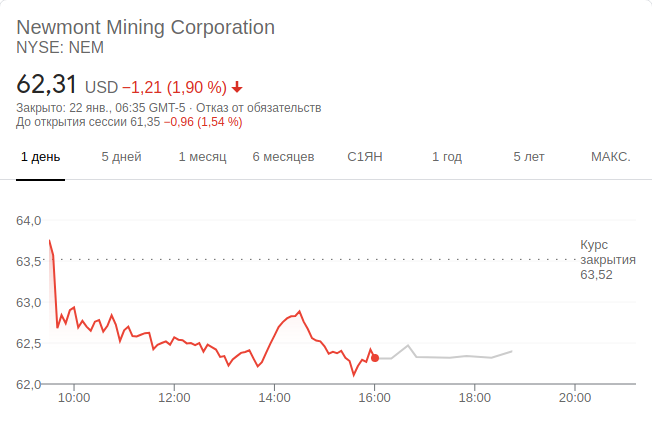 Newmont Mining Corporation
NYSE: NEM
62,31 USD −1,21 (1,90 %)
Закрыто: 22 янв., 06:35 GMT-5 · Отказ от обязательств
До открытия сессии 61,35 −0,96 (1,54 %)
1 день 5 дней 1 месяц 6 месяцев С1ЯН 1 год 5 лет МАКС.
64,0
63,5
63,0
62,5
62,0
Курс
закрытия
63,52
10:00 12:00 14:00 16:00 18:00 20:00